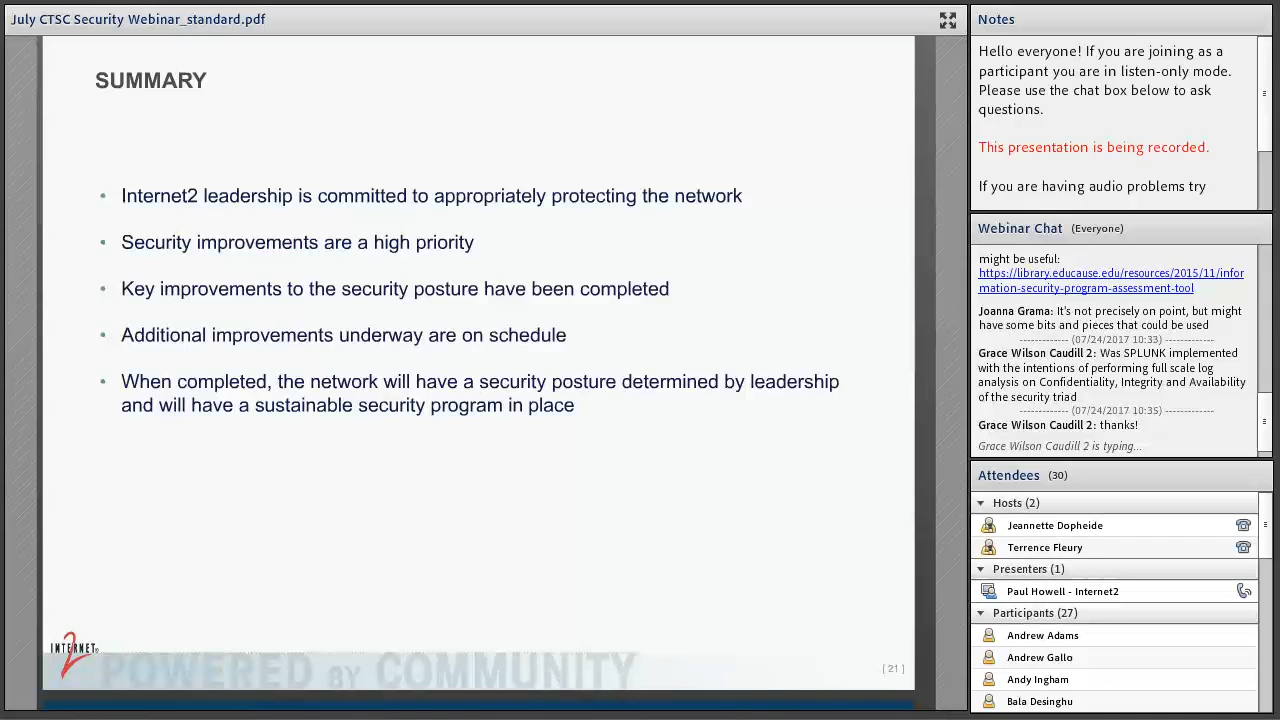 July CTSC Security Webinar_standard.pdf
SUMMARY
• Internet2 leadership is committed to appropriately protecting the network
• Security improvements are a high priority
• Key improvements to the security posture have been completed
• Additional improvements underway are on schedule
• When completed, the network will have a security posture determined by leadership
and will have a sustainable security program in place
INTERNET2®
POWERED BY COMMUNITY
[ 21 ]
Notes
Hello everyone! If you are joining as a
participant you are in listen-only mode.
Please use the chat box below to ask
questions.
This presentation is being recorded.
If you are having audio problems try
Webinar Chat (Everyone)
might be useful:
https://library.educause.edu/resources/2015/11/infor
mation-security-program-assessment-tool
Joanna Grama: It's not precisely on point, but might
have some bits and pieces that could be used
------------- (07/24/2017 10:33) -------------
Grace Wilson Caudill 2: Was SPLUNK implemented
with the intentions of performing full scale log
analysis on Confidentiality, Integrity and Availability
of the security triad
------------- (07/24/2017 10:35) -------------
Grace Wilson Caudill 2: thanks!
Grace Wilson Caudill 2 is typing...
Attendees (30)
Hosts (2)
Jeannette Dopheide
Terrence Fleury
Presenters (1)
Paul Howell - Internet2
Participants (27)
Andrew Adams
Andrew Gallo
Andy Ingham
Bala Desinghu